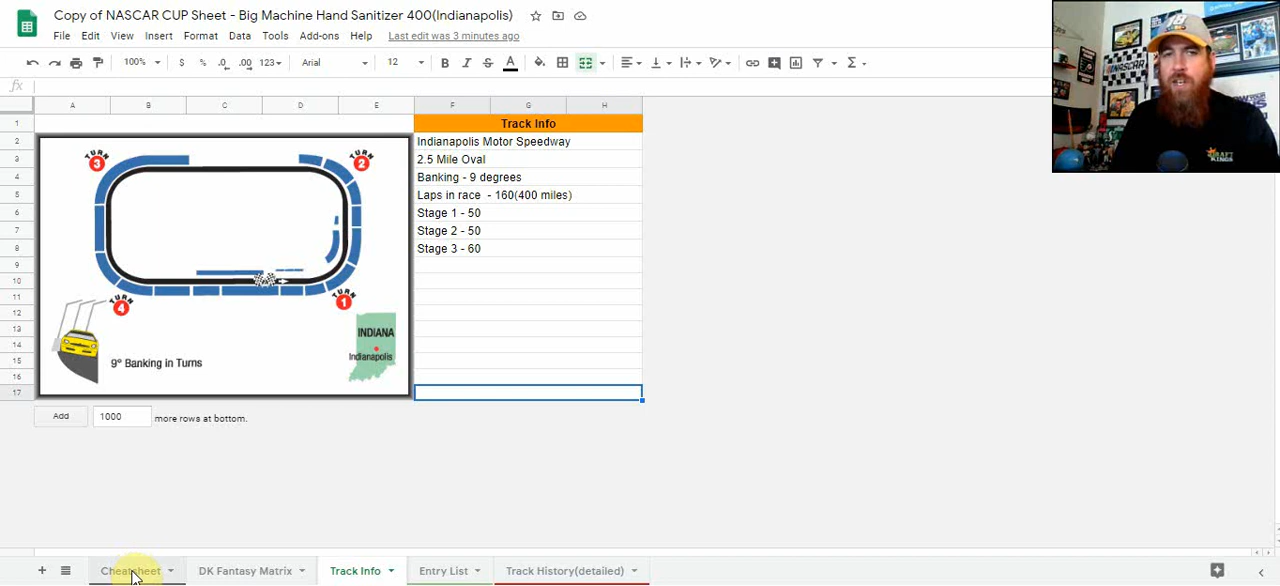 Copy of NASCAR CUP Sheet - Big Machine Hand Sanitizer 400(Indianapolis)
File Edit View Insert Format Data Tools Add-ons Help Last edit was 3 minutes ago
100% $ % .0 .00 123 Arial 12 B I S A
fx
A B C D E F G H
1 Track Info
2 Indianapolis Motor Speedway
3 2.5 Mile Oval
4 Banking - 9 degrees
5 Laps in race - 160(400 miles)
6 Stage 1 - 50
7 Stage 2 - 50
8 Stage 3 - 60
9
10
11
12
13
14
15
16
17
TURN 3
TURN 2
TURN 4
TURN 1
INDIANA
Indianapolis
9° Banking in Turns
Add 1000 more rows at bottom.
Cheatsheet DK Fantasy Matrix Track Info Entry List Track History(detailed)
NASCAR
18
DRAFT
KINGS